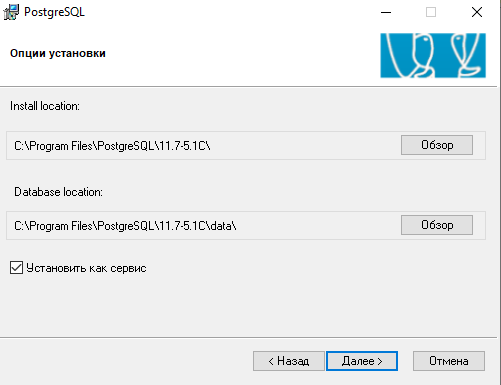 PostgreSQL
Опции установки
Install location:
C:\Program Files\PostgreSQL\11.7-5.1C\
Обзор
Database location:
C:\Program Files\PostgreSQL\11.7-5.1C\data\
Обзор
Установить как сервис
< Назад
Далее >
Отмена